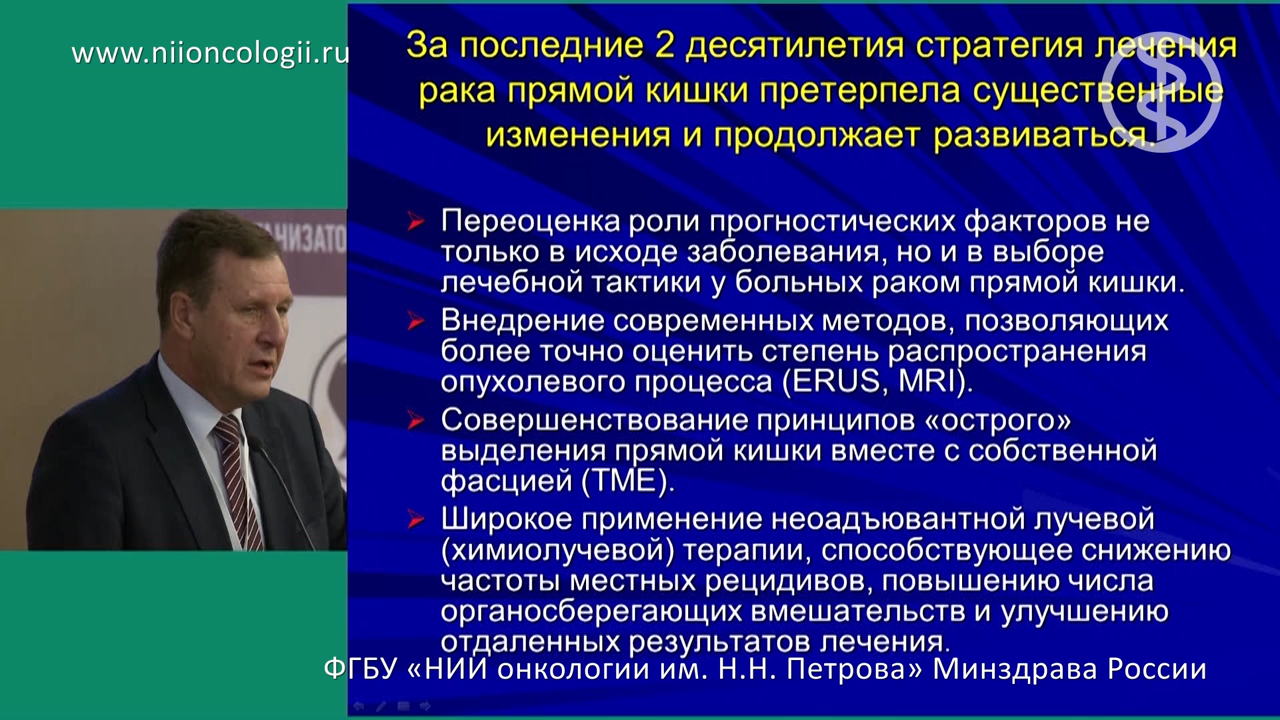 www.niioncologii.ru
За последние 2 десятилетия стратегия лечения
рака прямой кишки претерпела существенные
изменения и продолжает развиваться.
Переоценка роли прогностических факторов не
только в исходе заболевания, но и в выборе
лечебной тактики у больных раком прямой кишки.
Внедрение современных методов, позволяющих
более точно оценить степень распространения
опухолевого процесса (ERUS, MRI).
Совершенствование принципов «острого»
выделения прямой кишки вместе с собственной
фасцией (TME).
Широкое применение неоадъювантной лучевой
(химиолучевой) терапии, способствующее снижению
частоты местных рецидивов, повышению числа
органосберегающих вмешательств и улучшению
отдаленных результатов лечения.
ФГБУ «НИИ онкологии им. Н.Н. Петрова» Минздрава России